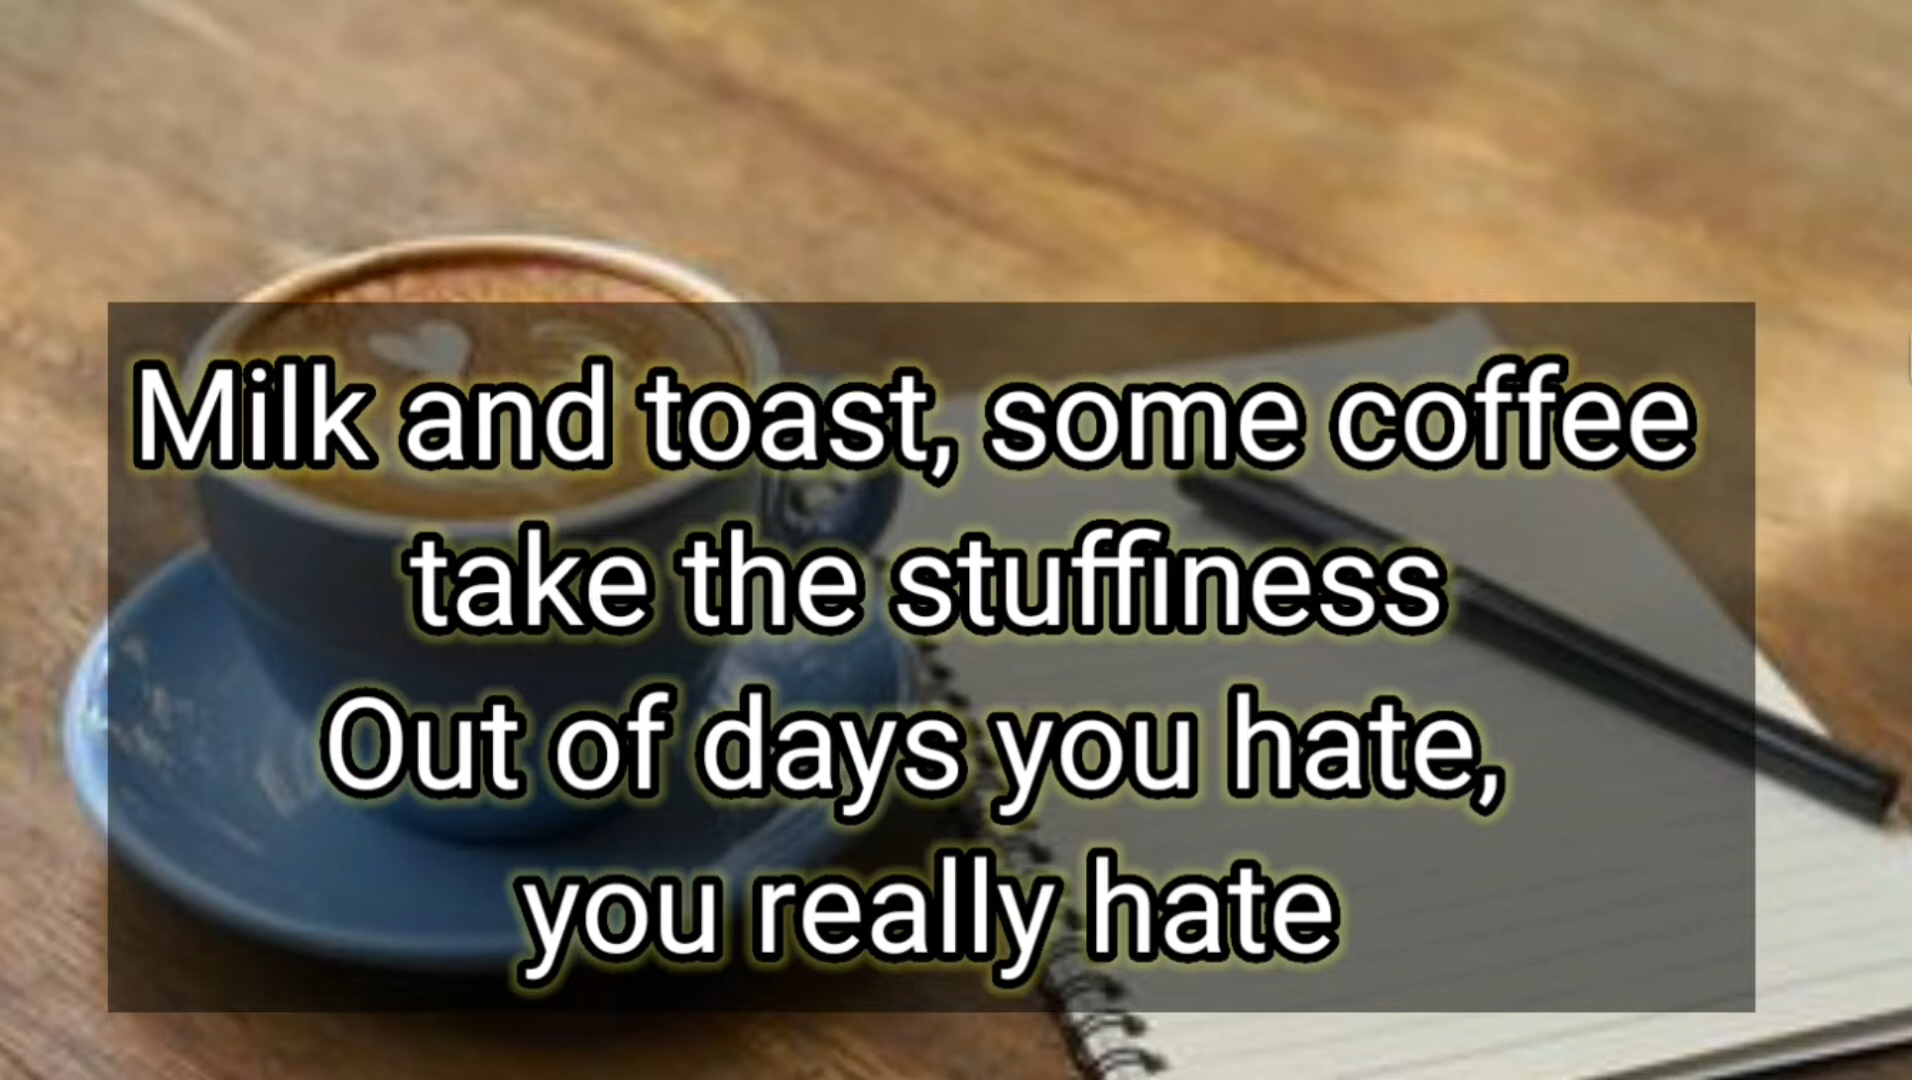 Milk and toast, some coffee
take the stuffiness
Out of days you hate,
you really hate